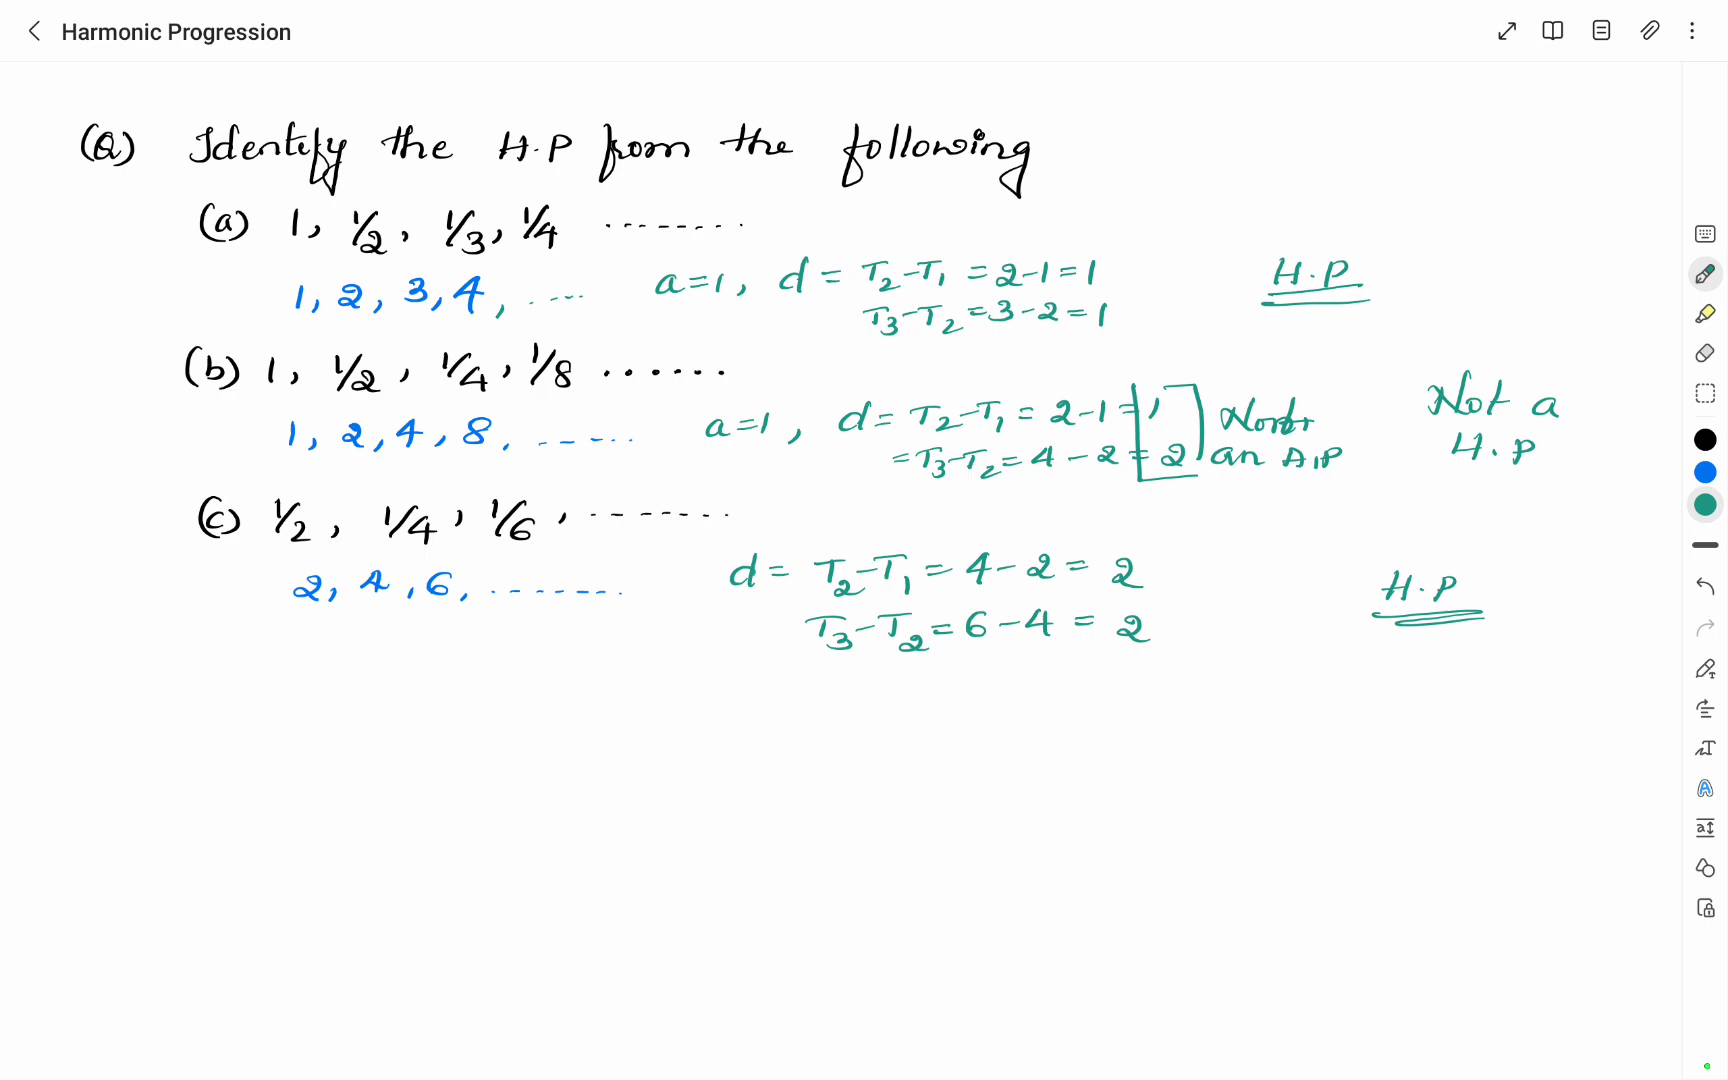 Harmonic Progression
(Q) Identify the H.P from the following
(a) 1, 1/2, 1/3, 1/4 --------
1, 2, 3, 4, ---- a=1, d = T2-T1 = 2-1=1 H.P
T3-T2=3-2=1
(b) 1, 1/2, 1/4, 1/8 ......
1, 2, 4, 8, ------ a=1, d= T2-T1 = 2-1=1 Not a
=T3-T2=4-2=2 an A.P H.P
(c) 1/2, 1/4, 1/6, --------
2, 4, 6, ------- d= T2-T1=4-2=2 H.P
T3-T2=6-4=2